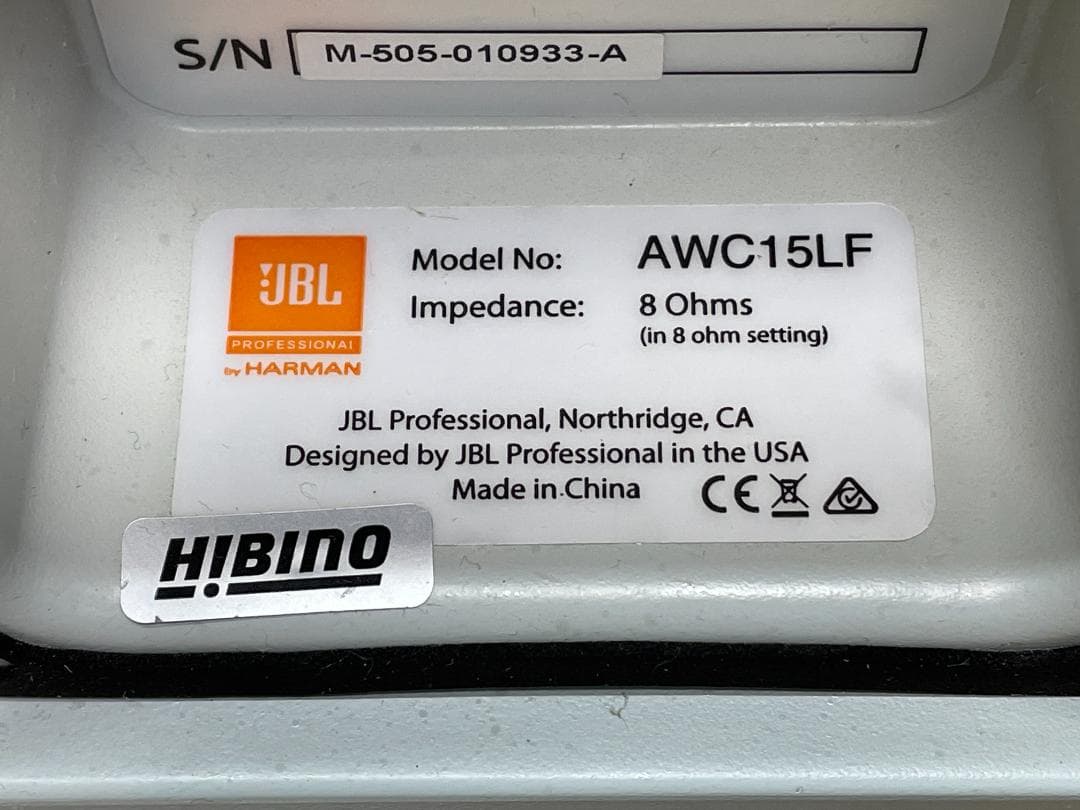 S/N M-505-010933-A
JBL
PROFESSIONAL
by HARMAN
Model No: AWC15LF
Impedance: 8 Ohms
(in 8 ohm setting)
JBL Professional, Northridge, CA
Designed by JBL Professional in the USA
Made in China CE
HIBINO